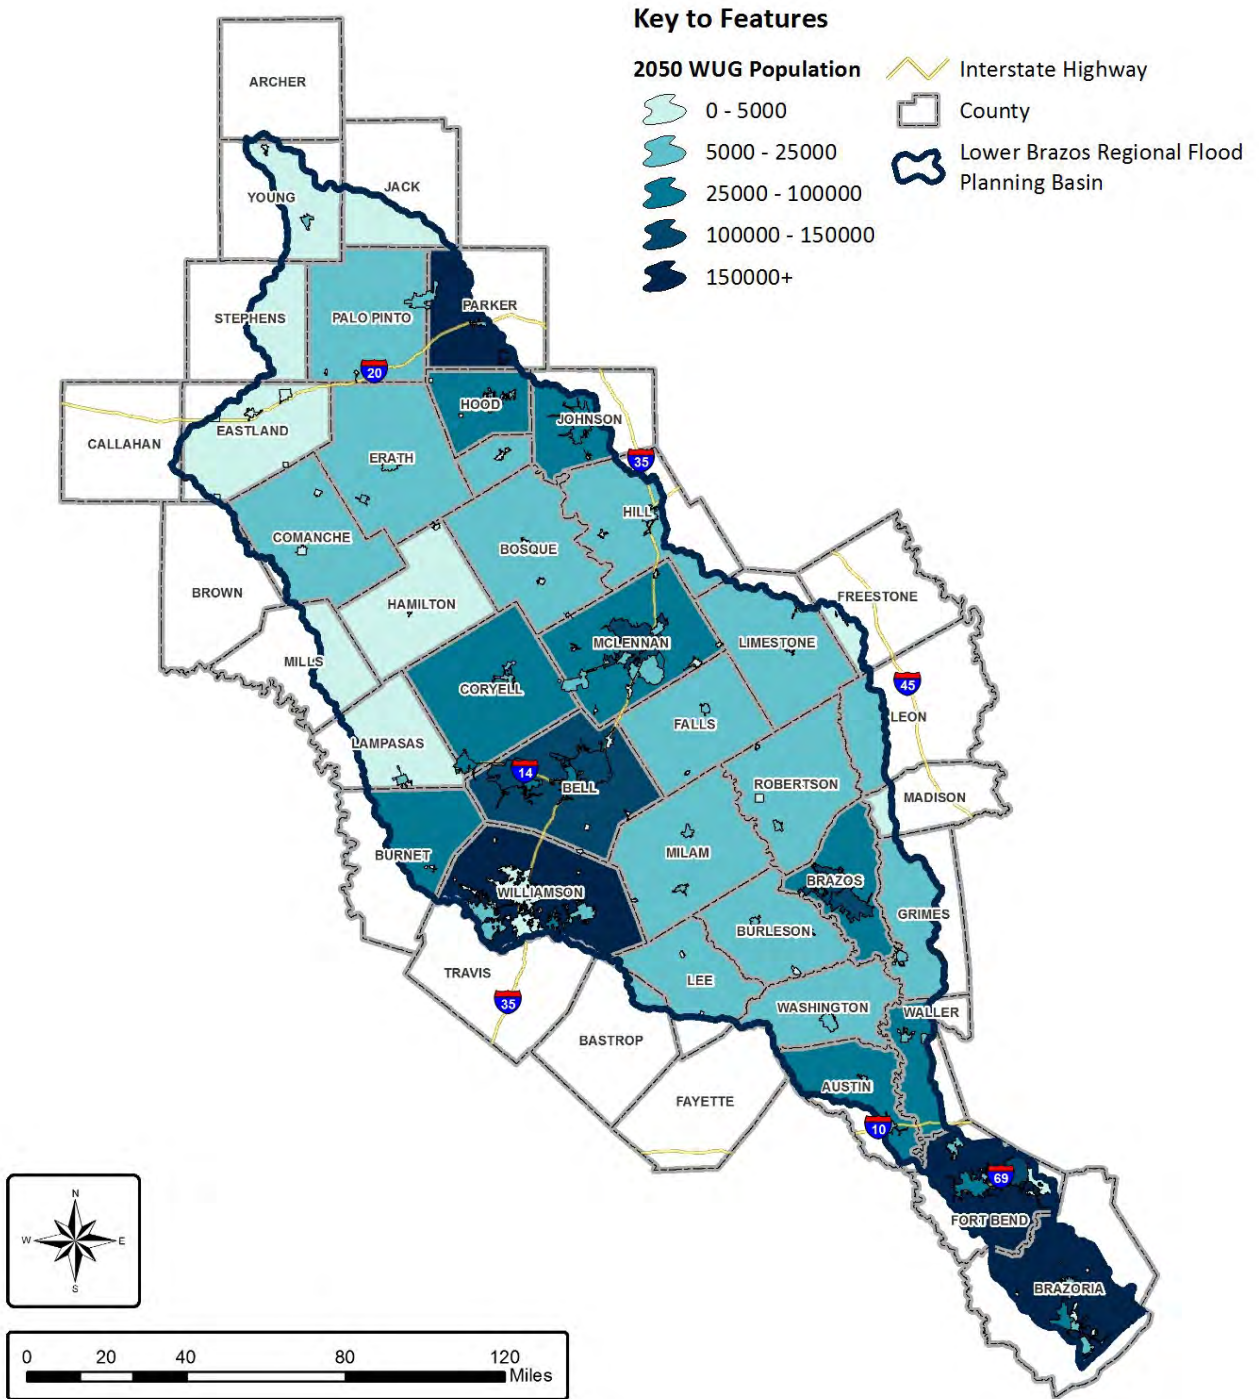 Key to Features
2050 WUG Population
0 - 5000
5000 - 25000
25000 - 100000
100000 - 150000
150000+
Interstate Highway
County
Lower Brazos Regional Flood
Planning Basin
ARCHER
JACK
YOUNG
PARKER
STEPHENS
PALO PINTO
20
HOOD
JOHNSON
CALLAHAN
EASTLAND
ERATH
35
HILL
COMANCHE
BOSQUE
BROWN
HAMILTON
FREESTONE
MCLENNAN
LIMESTONE
MILLS
CORYELL
45
LEON
FALLS
LAMPASAS
14
BELL
ROBERTSON
MADISON
BURNET
MILAM
BRAZOS
WILLIAMSON
GRIMES
BURLESON
TRAVIS
LEE
35
WASHINGTON
WALLER
BASTROP
AUSTIN
FAYETTE
10
69
FORT BEND
BRAZORIA
N
W
E
S
0 20 40 80 120
Miles